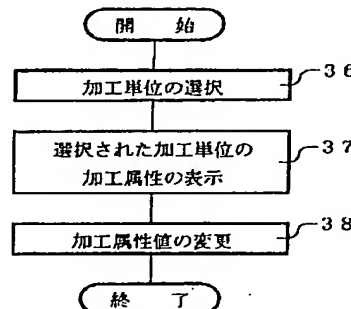 開 始
加工単位の選択
36
選択された加工単位の
加工属性の表示
37
加工属性値の変更
38
終 了